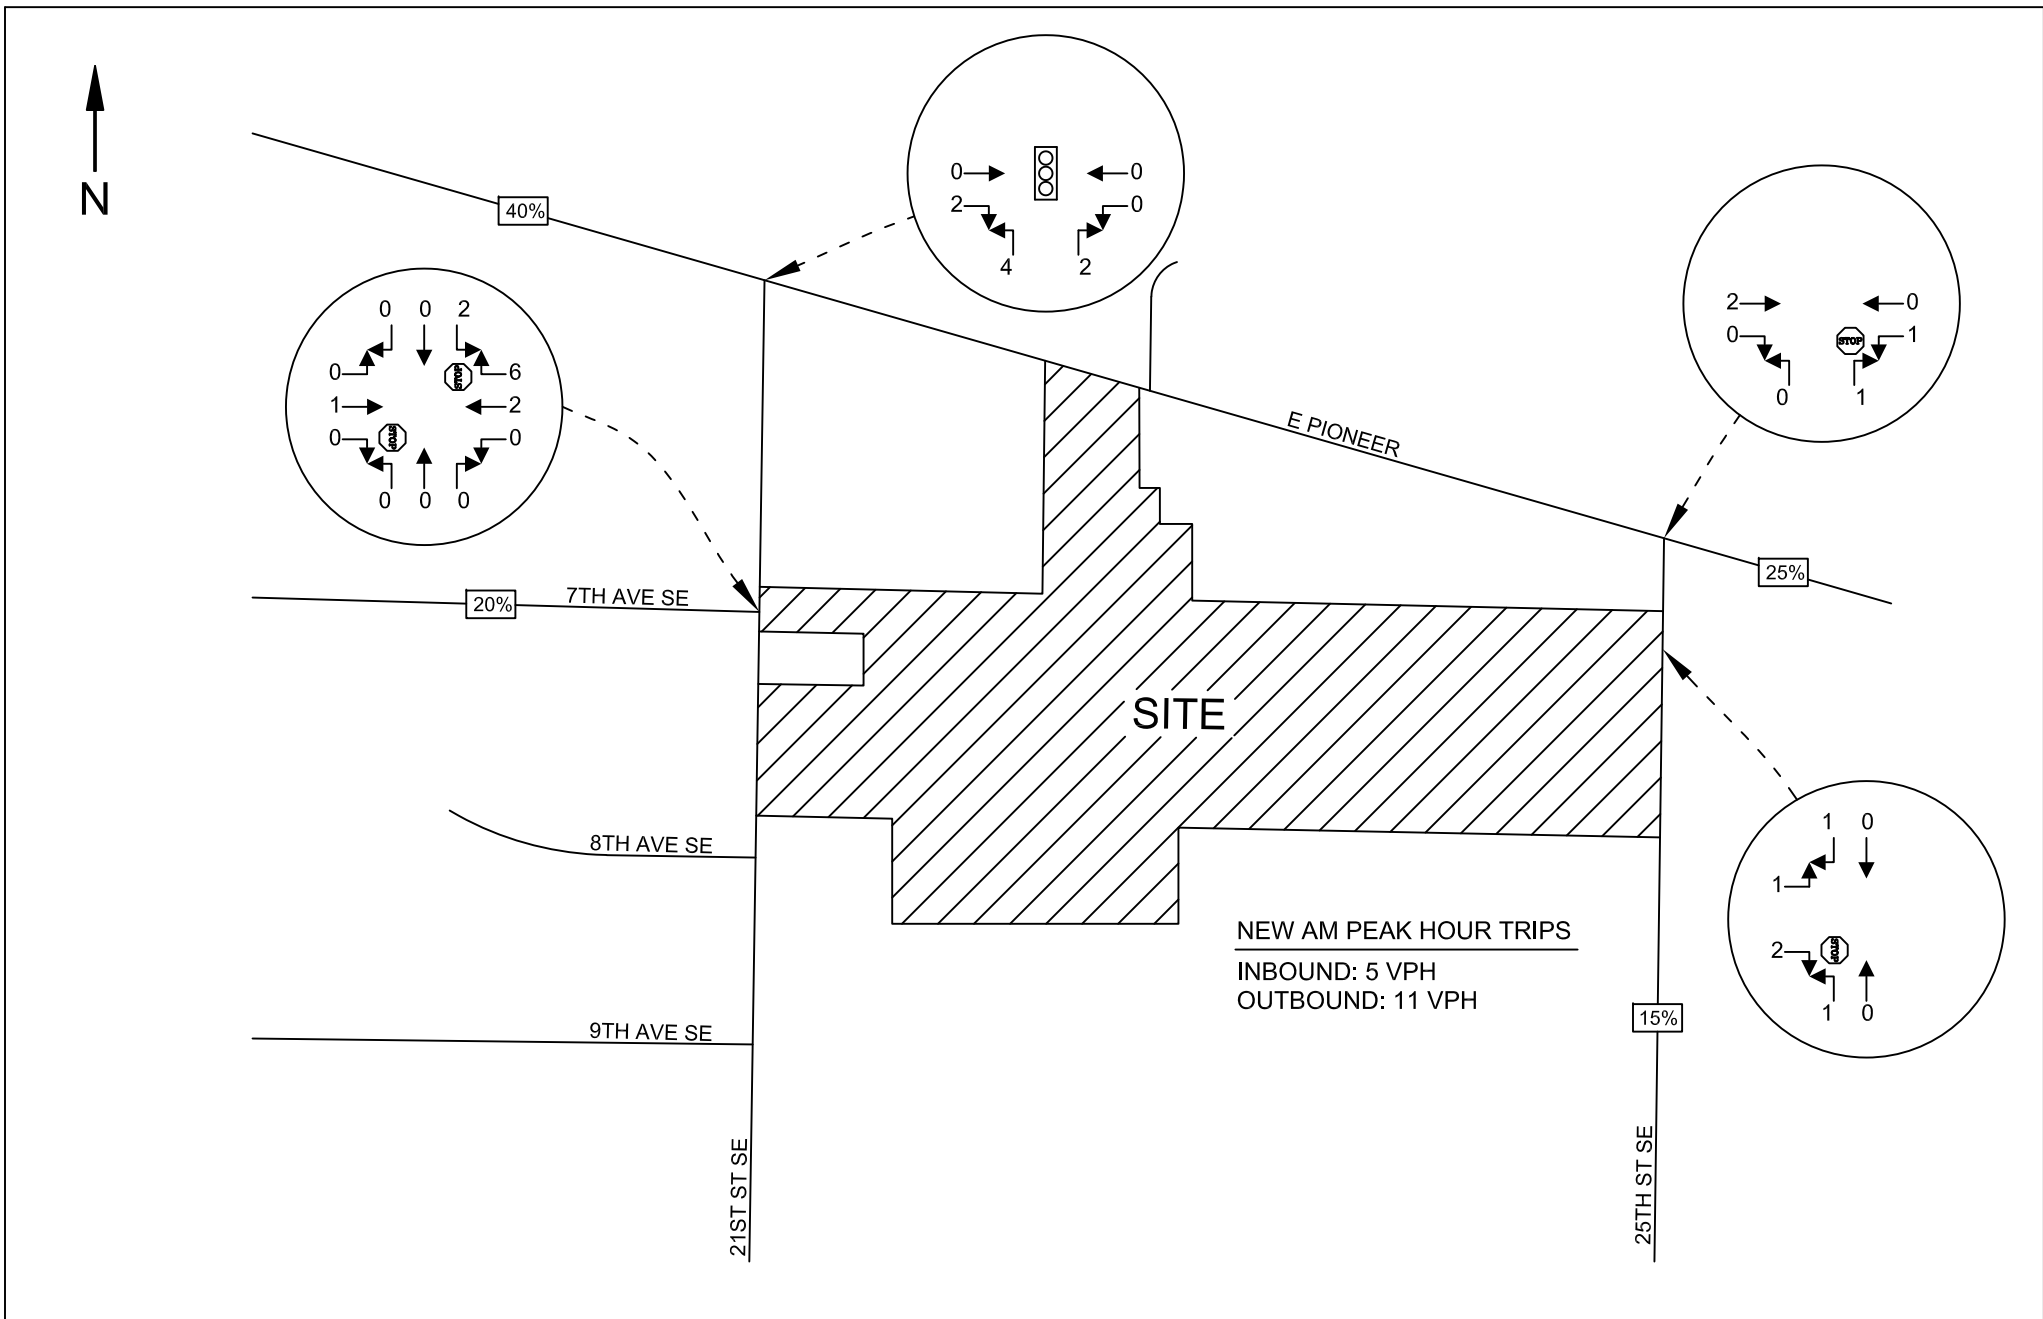 N
40%
0 0
2 0
4 2
2 0
0 STOP 1
0 1
0 0 2
0 6
STOP
1 2
0 STOP 0
0 0 0
E PIONEER
25%
20%
7TH AVE SE
SITE
8TH AVE SE
1 0
1
2 STOP
1 0
NEW AM PEAK HOUR TRIPS
INBOUND: 5 VPH
OUTBOUND: 11 VPH
15%
9TH AVE SE
21ST ST SE
25TH ST SE